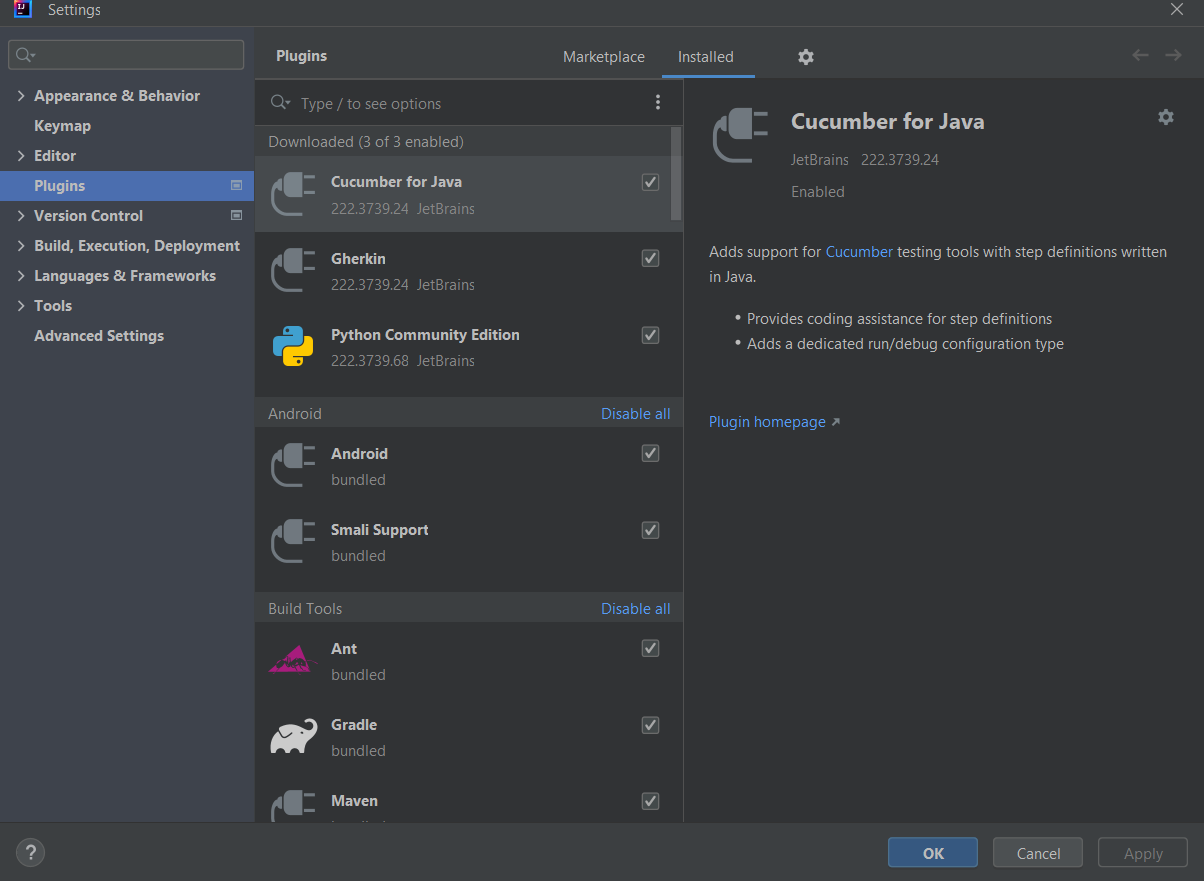 Settings
Appearance & Behavior
Keymap
Editor
Plugins
Version Control
Build, Execution, Deployment
Languages & Frameworks
Tools
Advanced Settings
Plugins
Marketplace
Installed
Type / to see options
Downloaded (3 of 3 enabled)
Cucumber for Java
222.3739.24 JetBrains
Gherkin
222.3739.24 JetBrains
Python Community Edition
222.3739.68 JetBrains
Android Disable all
Android
bundled
Smali Support
bundled
Build Tools Disable all
Ant
bundled
Gradle
bundled
Maven
Cucumber for Java
JetBrains 222.3739.24
Enabled
Adds support for Cucumber testing tools with step definitions written
in Java.
• Provides coding assistance for step definitions
• Adds a dedicated run/debug configuration type
Plugin homepage
?
OK
Cancel
Apply